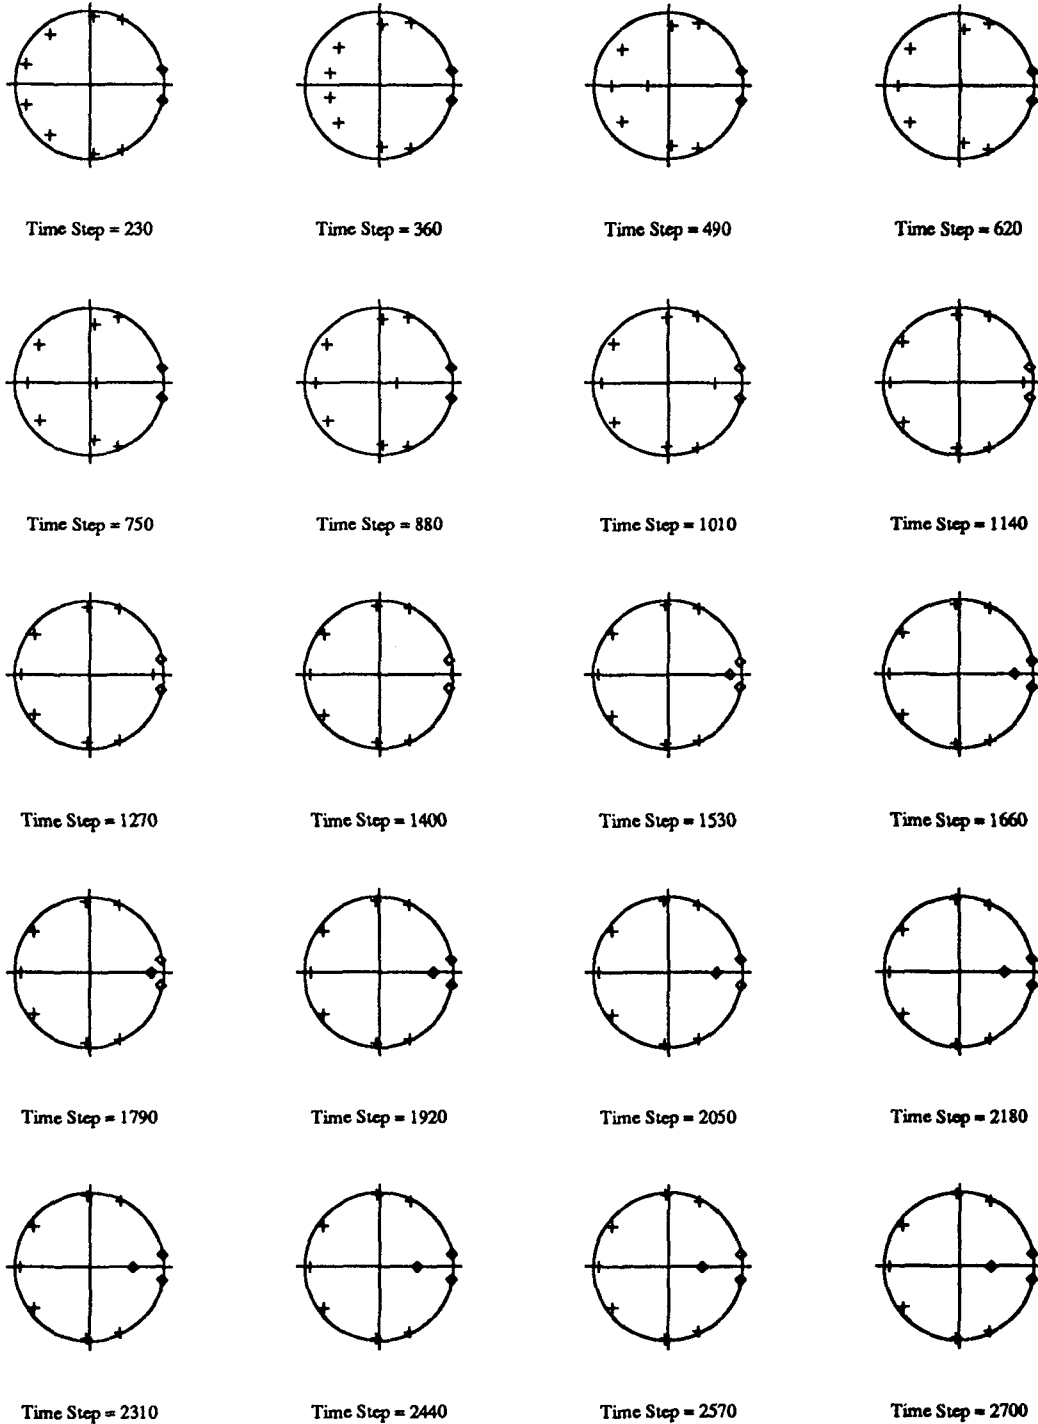 Time Step = 230
Time Step = 360
Time Step = 490
Time Step = 620
Time Step = 750
Time Step = 880
Time Step = 1010
Time Step = 1140
Time Step = 1270
Time Step = 1400
Time Step = 1530
Time Step = 1660
Time Step = 1790
Time Step = 1920
Time Step = 2050
Time Step = 2180
Time Step = 2310
Time Step = 2440
Time Step = 2570
Time Step = 2700